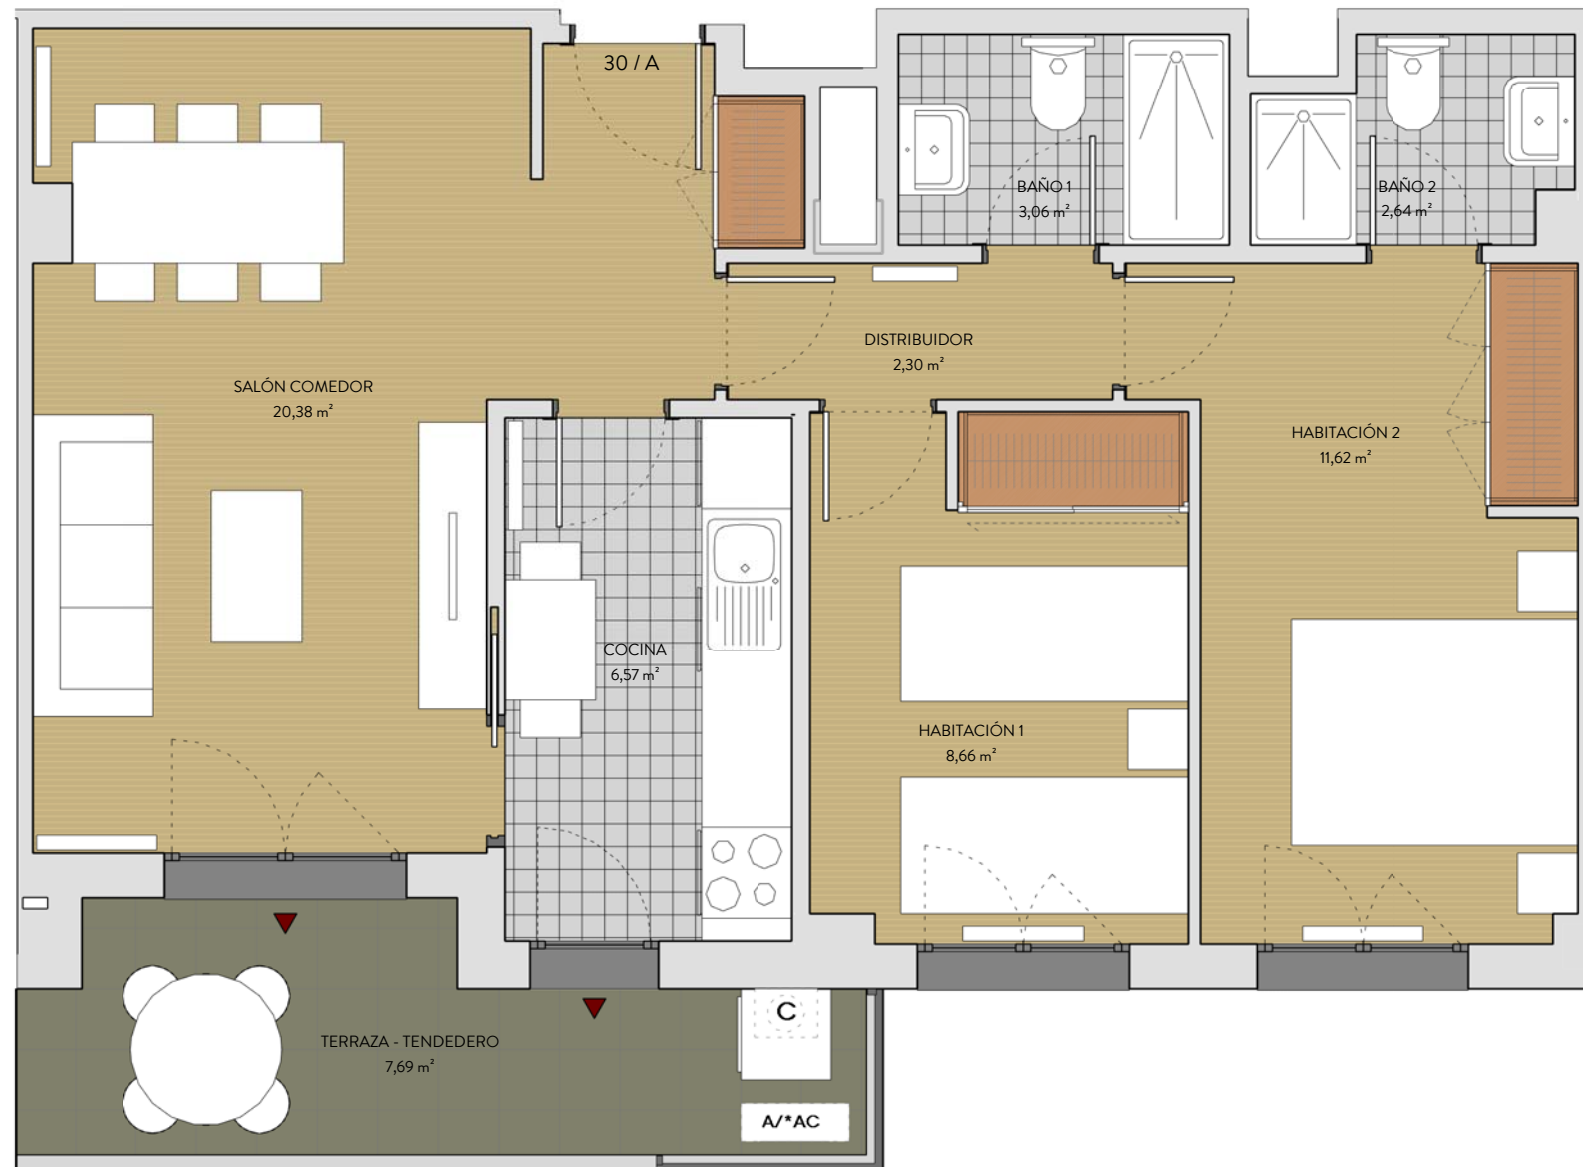 30 / A
BAÑO 1
3,06 m²
BAÑO 2
2,64 m²
DISTRIBUIDOR
2,30 m²
SALÓN COMEDOR
20,38 m²
HABITACIÓN 2
11,62 m²
COCINA
6,57 m²
HABITACIÓN 1
8,66 m²
C
TERRAZA - TENDEDERO
7,69 m²
A/*AC